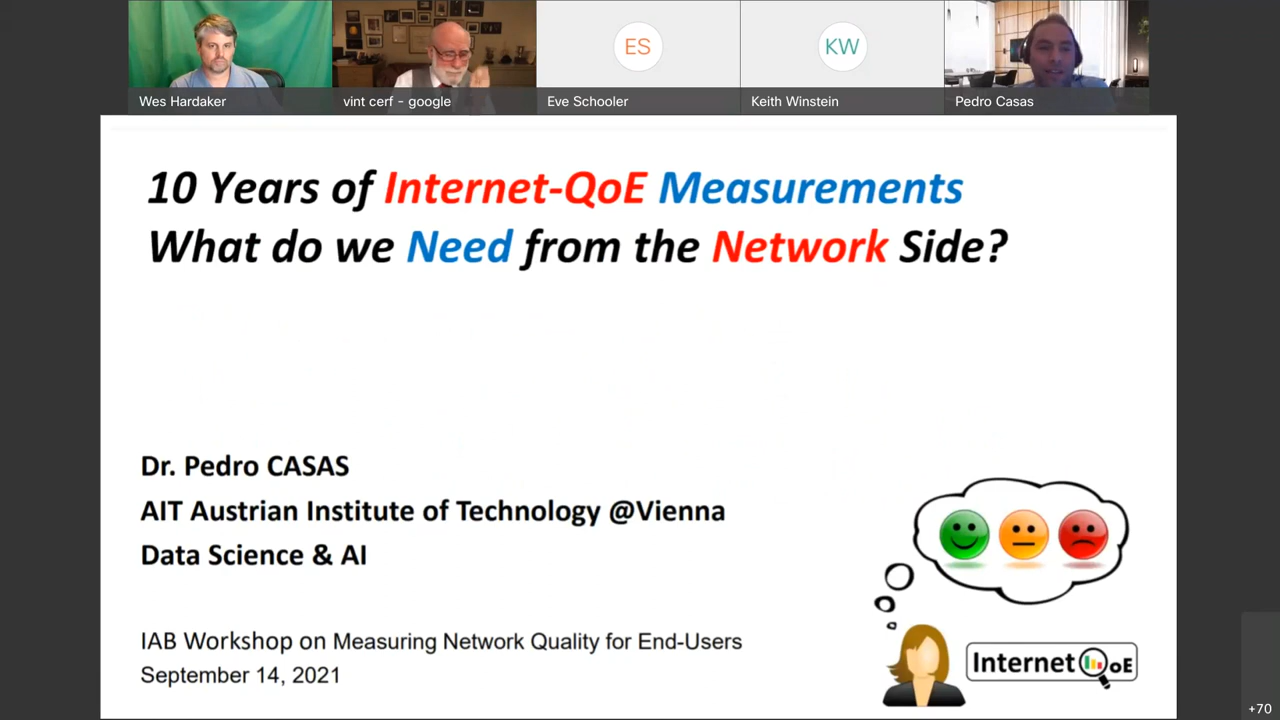 ES
KW
Wes Hardaker
vint cerf - google
Eve Schooler
Keith Winstein
Pedro Casas
10 Years of Internet-QoE Measurements
What do we Need from the Network Side?
Dr. Pedro CASAS
AIT Austrian Institute of Technology @Vienna
Data Science & AI
IAB Workshop on Measuring Network Quality for End-Users
September 14, 2021
Internet QoE
+70